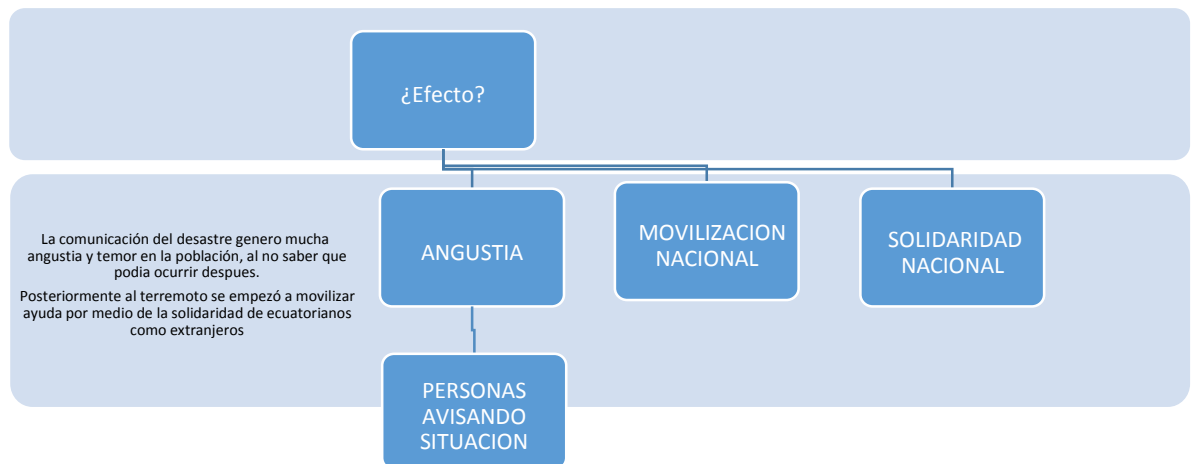 ¿Efecto?
La comunicación del desastre genero mucha
angustia y temor en la población, al no saber que
podia ocurrir despues.
Posteriormente al terremoto se empezó a movilizar
ayuda por medio de la solidaridad de ecuatorianos
como extranjeros
ANGUSTIA
MOVILIZACION
NACIONAL
SOLIDARIDAD
NACIONAL
PERSONAS
AVISANDO
SITUACION